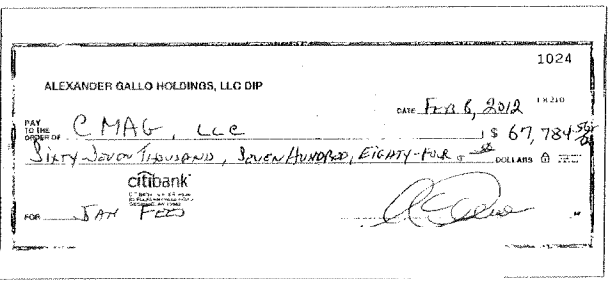 1024
ALEXANDER GALLO HOLDINGS, LLC DIP
DATE FEB 6, 2012
PAY TO THE ORDER OF C MAG, LLC $ 67,784
SIXTY SEVEN THOUSAND, SEVEN HUNDRED, EIGHTY-FOUR DOLLARS
citibank
FOR JAN FEES